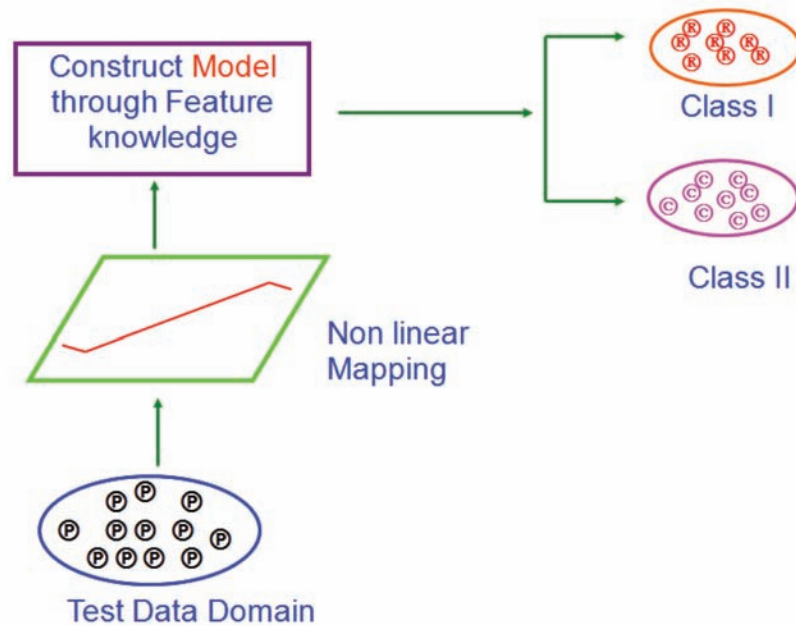 Construct Model
through Feature
knowledge
Ⓡ Ⓡ
Ⓡ Ⓡ Ⓡ
Ⓡ Ⓡ Ⓡ
Class I
Ⓒ Ⓒ
Ⓒ Ⓒ Ⓒ
Ⓒ Ⓒ Ⓒ Ⓒ
Class II
Non linear
Mapping
Ⓟ Ⓟ Ⓟ
Ⓟ Ⓟ Ⓟ Ⓟ Ⓟ
Ⓟ Ⓟ Ⓟ Ⓟ
Test Data Domain